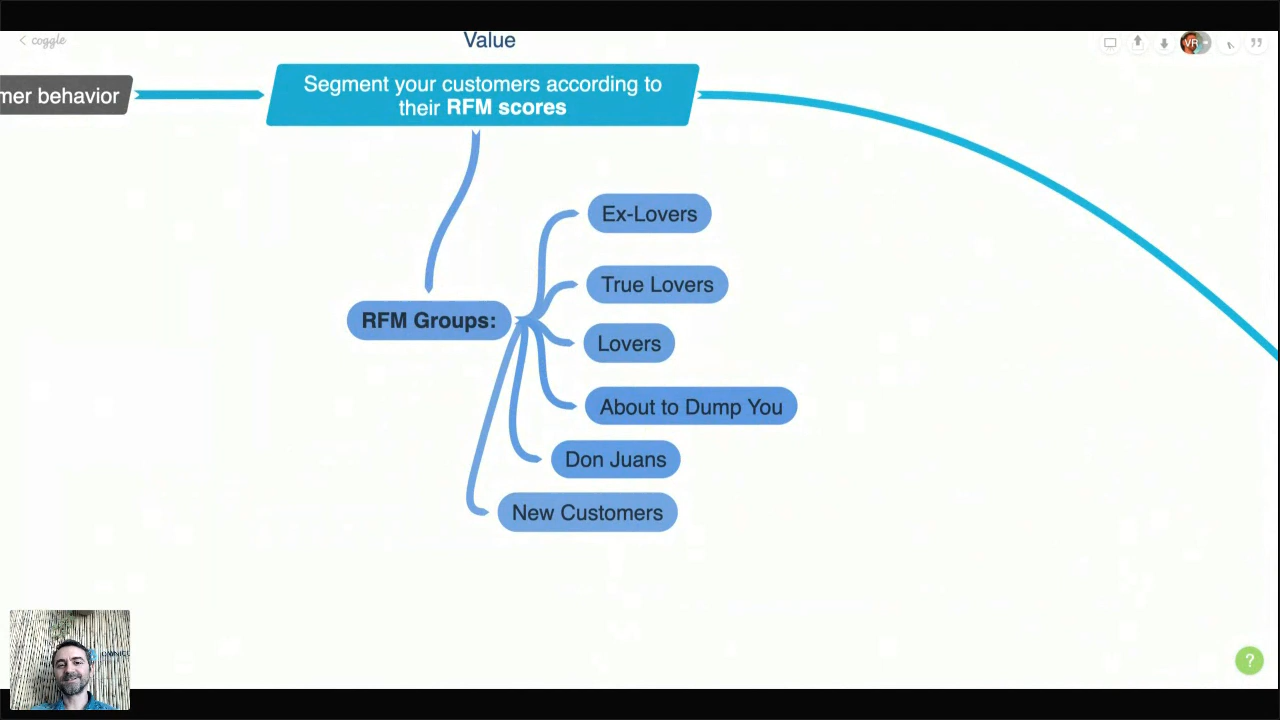 coggle
Value
VR
mer behavior
Segment your customers according to
their RFM scores
Ex-Lovers
True Lovers
RFM Groups:
Lovers
About to Dump You
Don Juans
New Customers
?